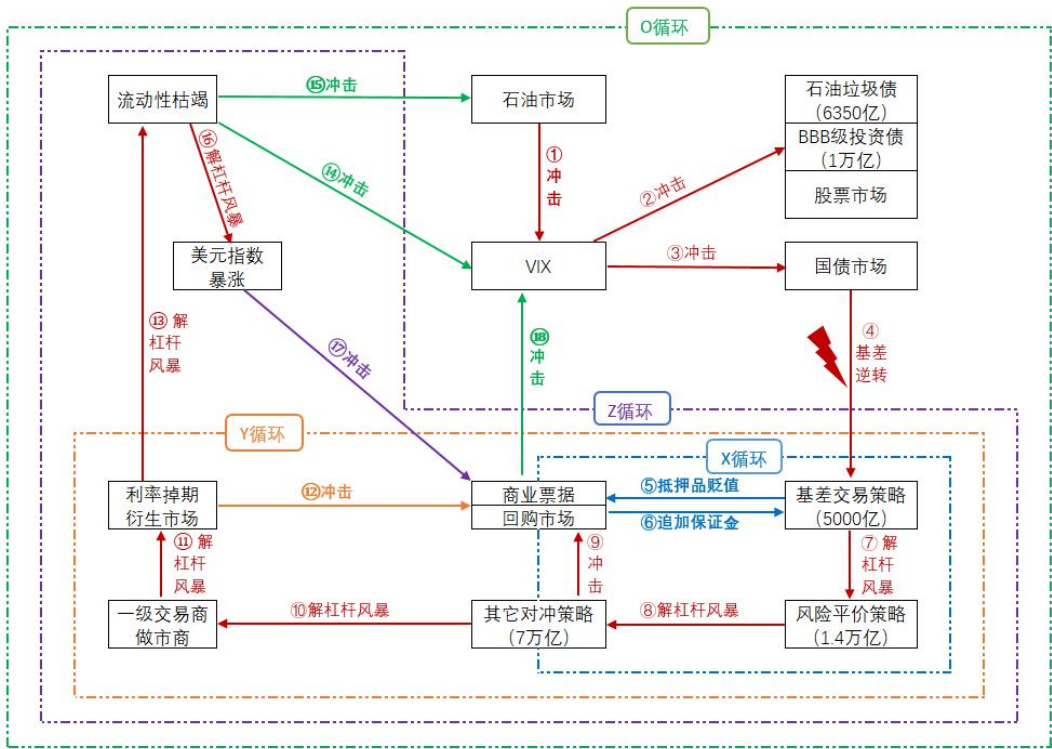 O循环
流动性枯竭
⑮冲击
石油市场
石油垃圾债
（6350亿）
BBB级投资债
（1万亿）
股票市场
⑯解杠杆风暴
⑭冲击
①
冲
击
②冲击
美元指数
暴涨
VIX
③冲击
国债市场
⑬解
杠杆
风暴
⑰冲击
⑱
冲
击
④
基差
逆转
Z循环
Y循环
X循环
利率掉期
衍生市场
⑫冲击
商业票据
回购市场
⑤抵押品贬值
⑥追加保证金
基差交易策略
（5000亿）
⑪解
杠杆
风暴
⑨
冲
击
⑦解
杠杆
风暴
一级交易商
做市商
⑩解杠杆风暴
其它对冲策略
（7万亿）
⑧解杠杆风暴
风险平价策略
（1.4万亿）